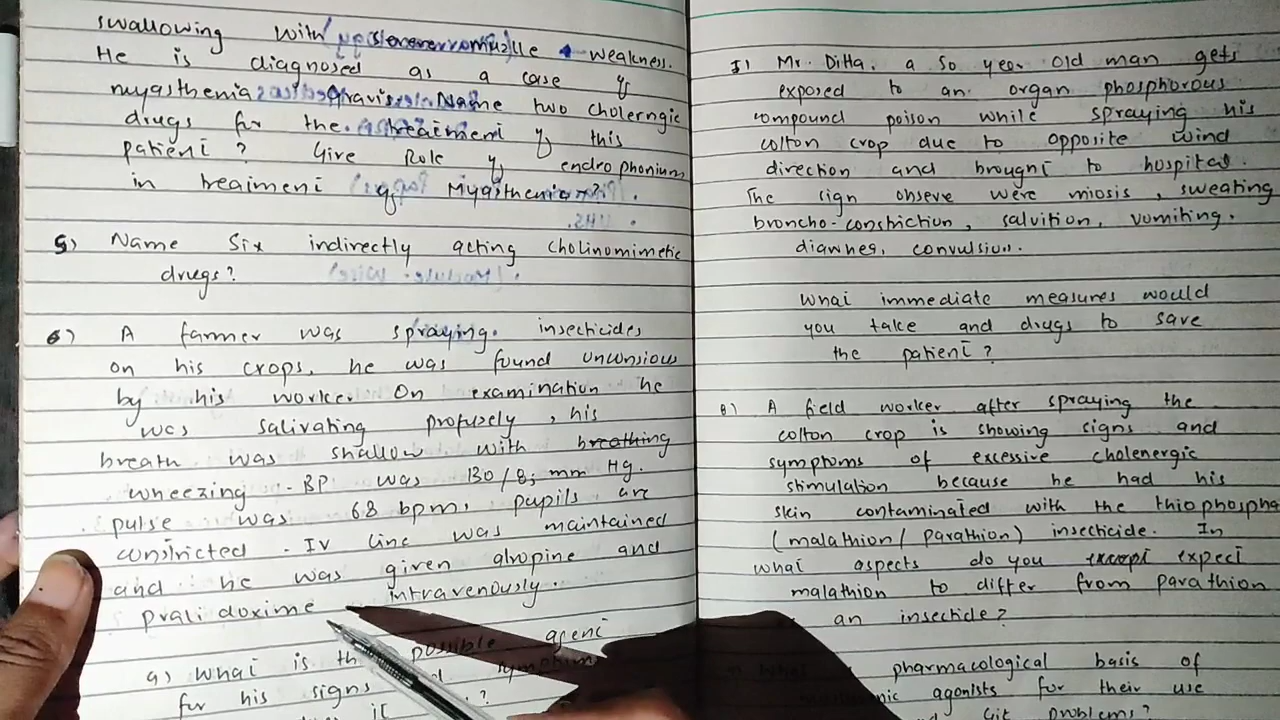 swallowing with muscle weakness.
He is diagnosed as a case of
myasthenia Gravis. Name two cholerngic
drugs for the treatment of this
patient? Give Role of endrophonium
in treatment of Myasthenia?
5) Name Six indirectly acting cholinomimetic
drugs?
6) A farmer was spraying insecticides
on his crops, he was found unconsious
by his worker On examination he
was salivating profusely, his
breath was shallow with breathing
wheezing. BP was 130/85 mm Hg.
pulse was 68 bpm, pupils are
constricted. IV line was maintained
and he was given atropine and
Prali doxime intravenously.
a) What is the possible agent
for his signs symptoms
?
7) Mr. Ditta, a 50 year old man gets
exposed to an organ phosphorous
compound poison while spraying his
cotton crop due to opposite wind
direction and brought to hospital.
The sign observe were miosis, sweating
broncho-constriction, salvition, vomiting.
diawnes, convulsion.
What immediate measures would
you take and drugs to save
the patient?
8) A field worker after spraying the
cotton crop is showing signs and
symptoms of excessive cholenergic
stimulation because he had his
skin contaminated with the thiophospha
(malathion/parathion) insecticide. In
what aspects do you except expect
malathion to differ from parathion
an insectide?
pharmacological basis of
agonists for their use
Git problems?